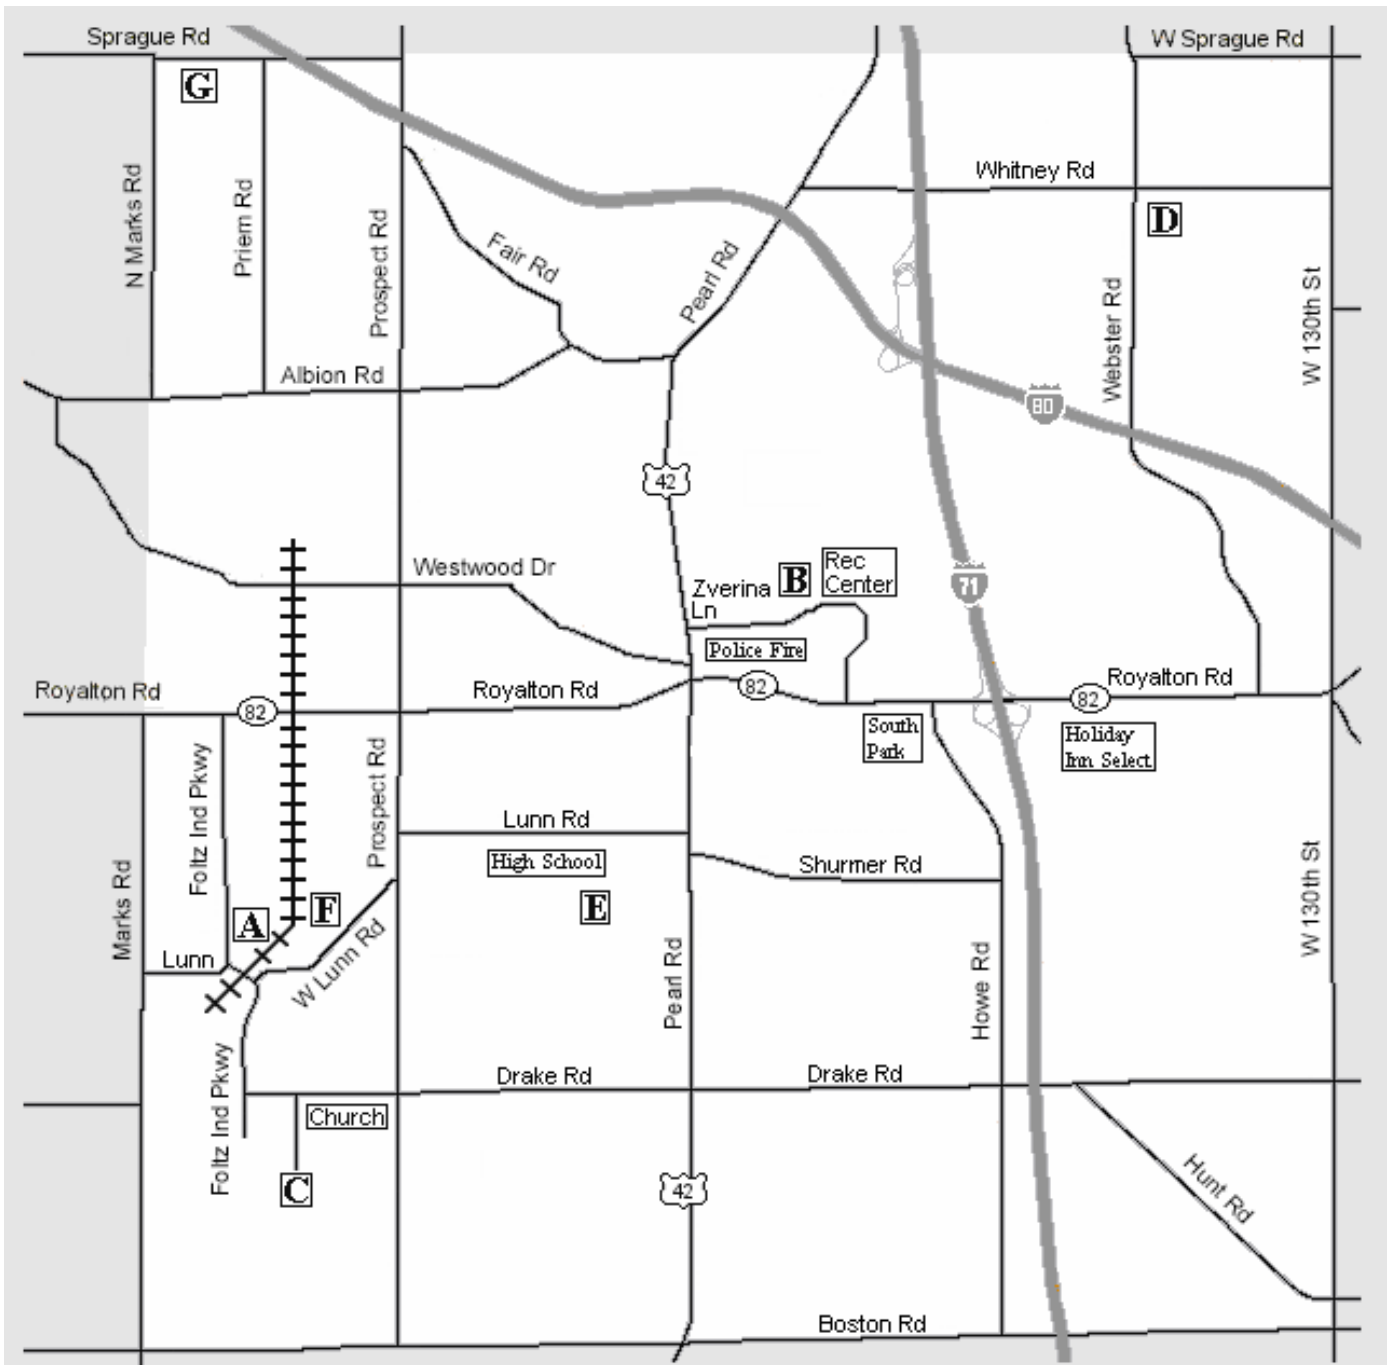 Sprague Rd
W Sprague Rd
G
Whitney Rd
N Marks Rd
Priem Rd
Prospect Rd
Fair Rd
Pearl Rd
D
Webster Rd
W 130th St
Albion Rd
80
42
Westwood Dr
Zverina
Ln
B
Rec
Center
71
Police Fire
Royalton Rd
82
Royalton Rd
82
82
Royalton Rd
South
Park
Holiday
Inn Select
Foltz Ind Pkwy
Prospect Rd
Lunn Rd
High School
Shurmer Rd
Marks Rd
A
F
E
W 130th St
Lunn
W Lunn Rd
Pearl Rd
Howe Rd
Foltz Ind Pkwy
Drake Rd
Drake Rd
Church
C
42
Hunt Rd
Boston Rd